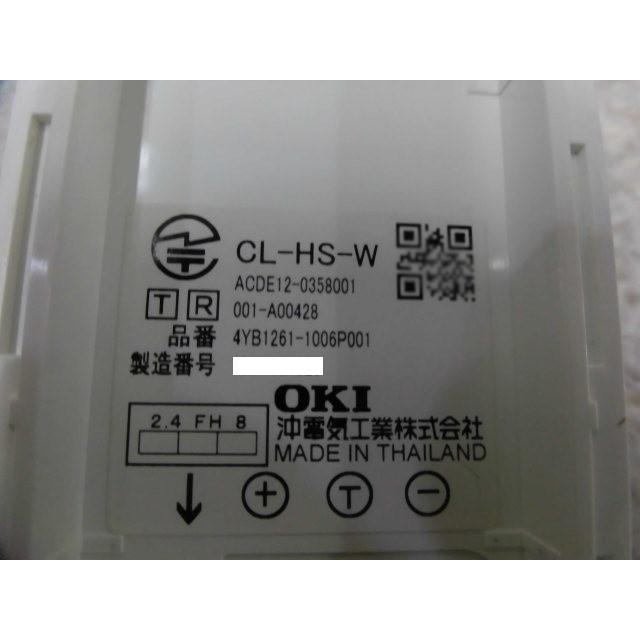 CL-HS-W
ACDE12-0358001
T R 001-A00428
品番 4YB1261-1006P001
製造番号
OKI
2.4 FH 8
沖電気工業株式会社
MADE IN THAILAND
+ T −